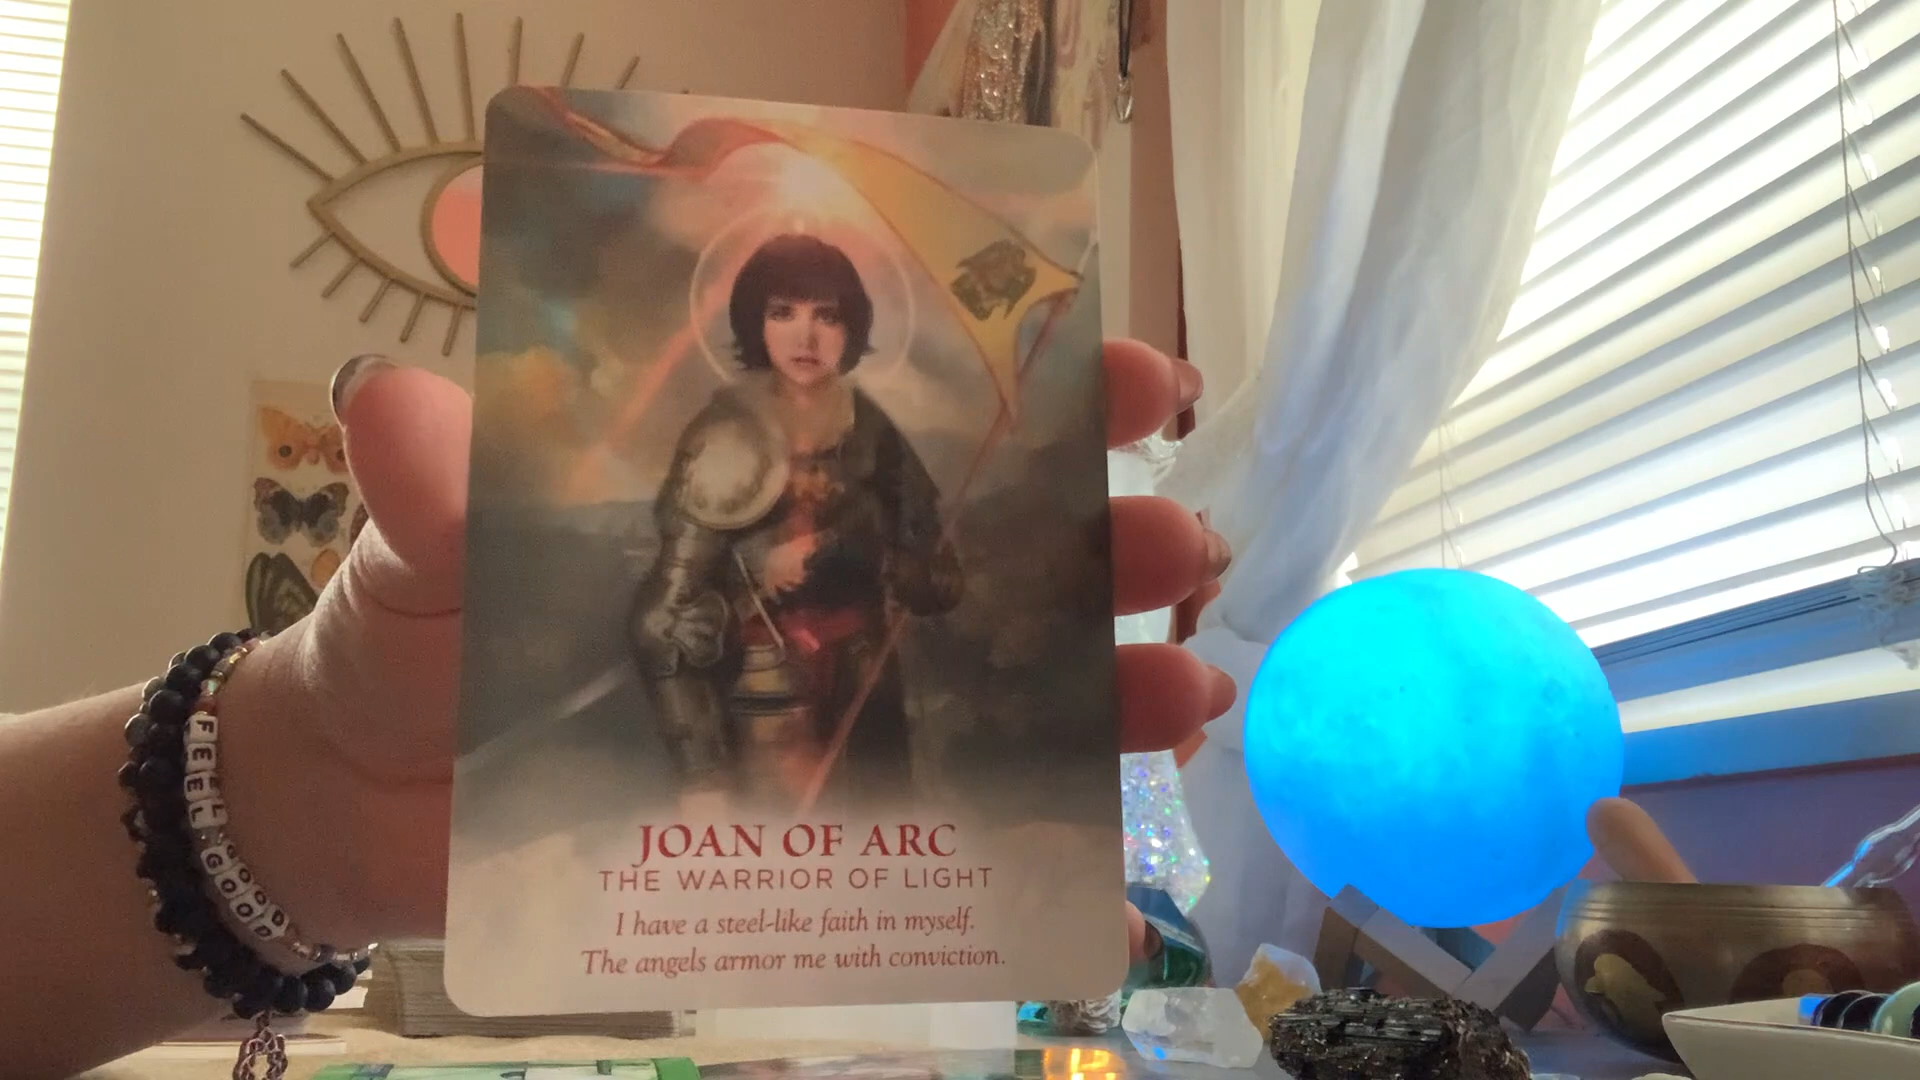 JOAN OF ARC
THE WARRIOR OF LIGHT
I have a steel-like faith in myself.
The angels armor me with conviction.
FEEL
GOOD